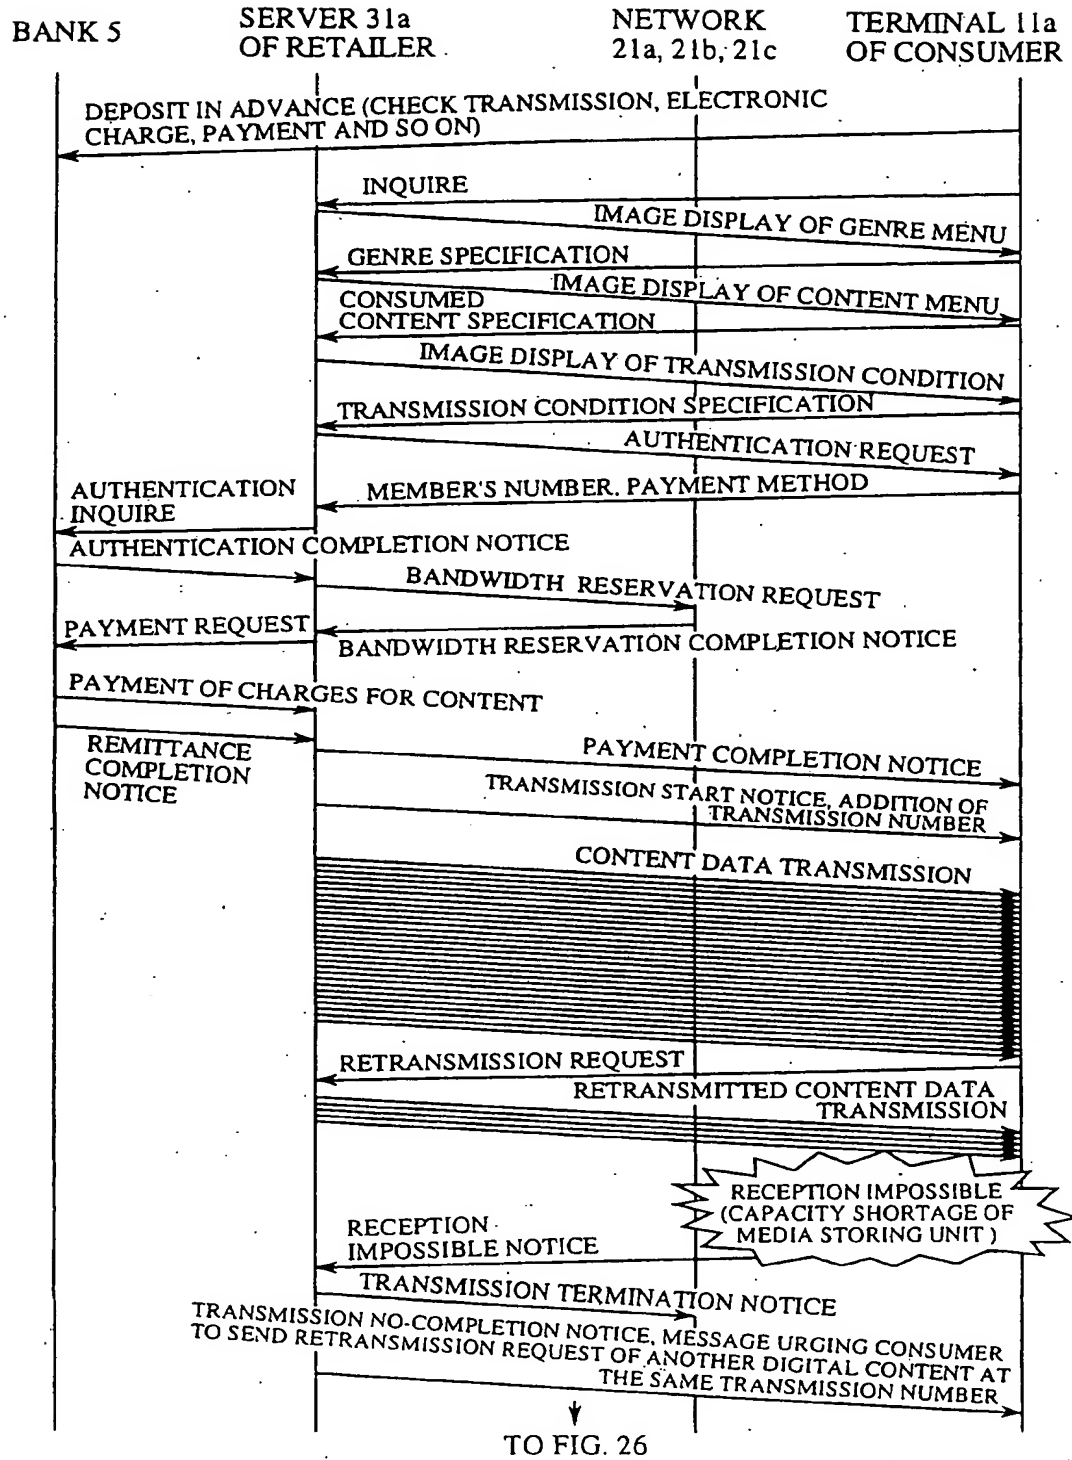 BANK 5
SERVER 31a
OF RETAILER
NETWORK
21a, 21b, 21c
TERMINAL 11a
OF CONSUMER
DEPOSIT IN ADVANCE (CHECK TRANSMISSION, ELECTRONIC
CHARGE, PAYMENT AND SO ON)
INQUIRE
IMAGE DISPLAY OF GENRE MENU
GENRE SPECIFICATION
IMAGE DISPLAY OF CONTENT MENU
CONSUMED
CONTENT SPECIFICATION
IMAGE DISPLAY OF TRANSMISSION CONDITION
TRANSMISSION CONDITION SPECIFICATION
AUTHENTICATION REQUEST
MEMBER'S NUMBER. PAYMENT METHOD
AUTHENTICATION
INQUIRE
AUTHENTICATION COMPLETION NOTICE
BANDWIDTH RESERVATION REQUEST
PAYMENT REQUEST
BANDWIDTH RESERVATION COMPLETION NOTICE
PAYMENT OF CHARGES FOR CONTENT
REMITTANCE
COMPLETION
NOTICE
PAYMENT COMPLETION NOTICE
TRANSMISSION START NOTICE, ADDITION OF
TRANSMISSION NUMBER
CONTENT DATA TRANSMISSION
RETRANSMISSION REQUEST
RETRANSMITTED CONTENT DATA
TRANSMISSION
RECEPTION IMPOSSIBLE
(CAPACITY SHORTAGE OF
MEDIA STORING UNIT )
RECEPTION
IMPOSSIBLE NOTICE
TRANSMISSION TERMINATION NOTICE
TRANSMISSION NO-COMPLETION NOTICE, MESSAGE URGING CONSUMER
TO SEND RETRANSMISSION REQUEST OF ANOTHER DIGITAL CONTENT AT
THE SAME TRANSMISSION NUMBER
TO FIG. 26